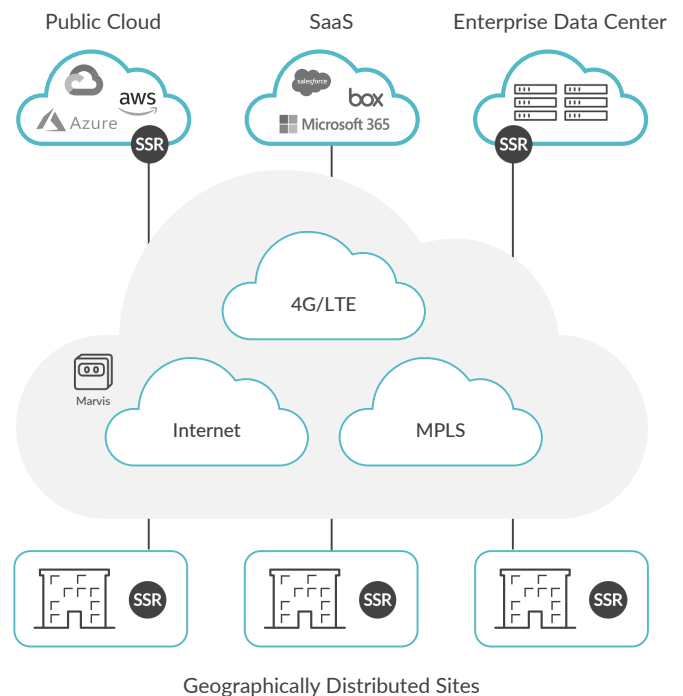 Public Cloud
SaaS
Enterprise Data Center
aws
Azure
SSR
salesforce
box
Microsoft 365
SSR
4G/LTE
Marvis
Internet
MPLS
SSR
SSR
SSR
Geographically Distributed Sites